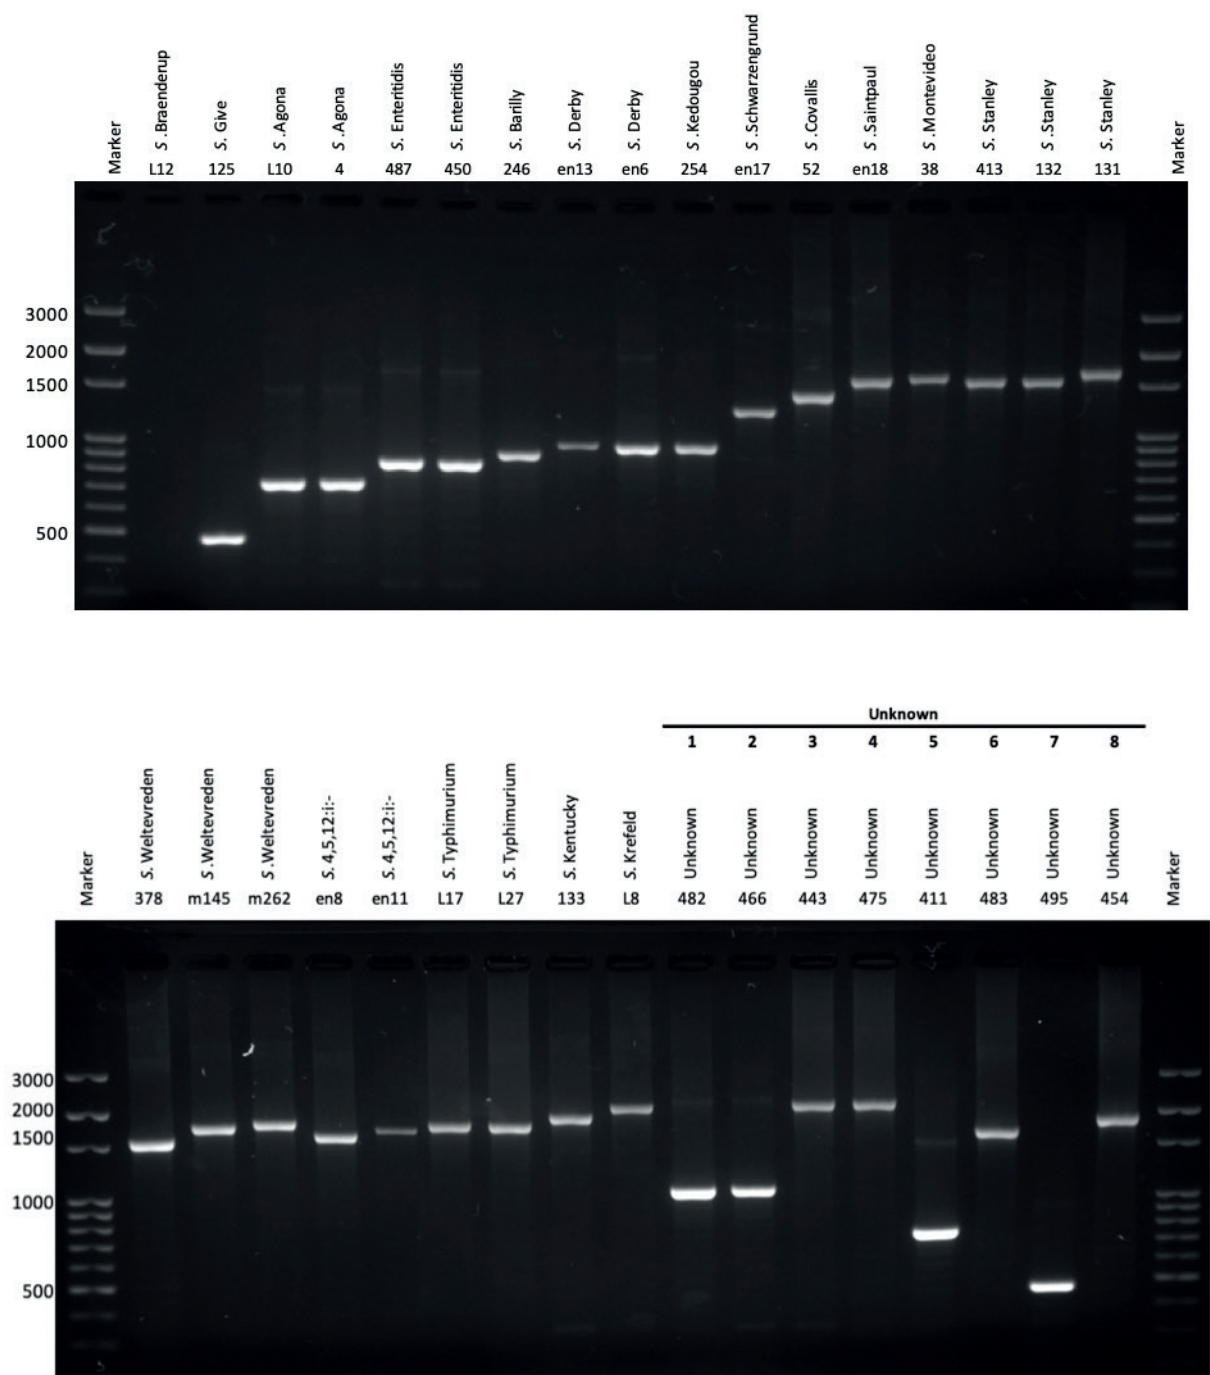 Marker
S.Braenderup
S. Give
S.Agona
S.Agona
S. Enteritidis
S. Enteritidis
S. Barilly
S. Derby
S. Derby
S.Kedougou
S.Schwarzengrund
S.Covallis
S.Saintpaul
S.Montevideo
S. Stanley
S. Stanley
S. Stanley
Marker
L12 125 L10 4 487 450 246 en13 en6 254 en17 52 en18 38 413 132 131
3000
2000
1500
1000
500
Unknown
1 2 3 4 5 6 7 8
Marker
S.Weltevreden
S.Weltevreden
S.Weltevreden
S.4,5,12:i:-
S.4,5,12:i:-
S.Typhimurium
S.Typhimurium
S. Kentucky
S. Krefeld
Unknown
Unknown
Unknown
Unknown
Unknown
Unknown
Unknown
Unknown
Marker
378 m145 m262 en8 en11 L17 L27 133 L8 482 466 443 475 411 483 495 454
3000
2000
1500
1000
500